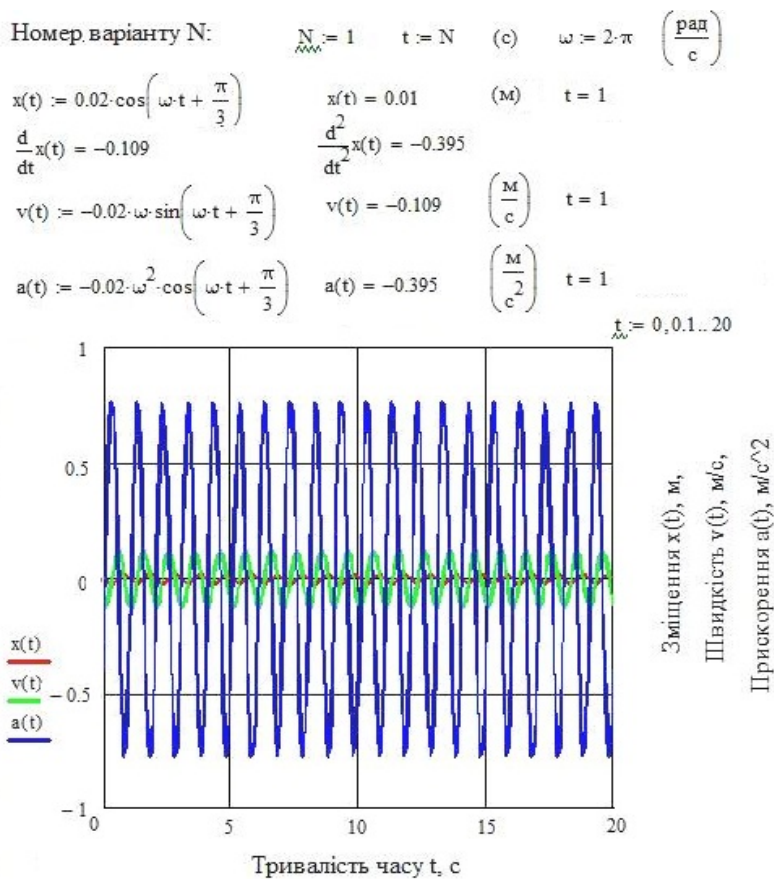 Номер варіанту N: N := 1 t := N (с) ω := 2·π (рад/с)
x(t) := 0.02·cos(ω·t + π/3) x(t) = 0.01 (м) t = 1
d/dt x(t) = −0.109 d²/dt² x(t) = −0.395
v(t) := −0.02·ω·sin(ω·t + π/3) v(t) = −0.109 (м/с) t = 1
a(t) := −0.02·ω²·cos(ω·t + π/3) a(t) = −0.395 (м/с²) t = 1
t := 0,0.1..20
1
0.5
0
−0.5
−1
x(t)
v(t)
a(t)
0 5 10 15 20
Тривалість часу t, с
Зміщення x(t), м,
Швидкість v(t), м/с,
Прискорення a(t), м/с^2